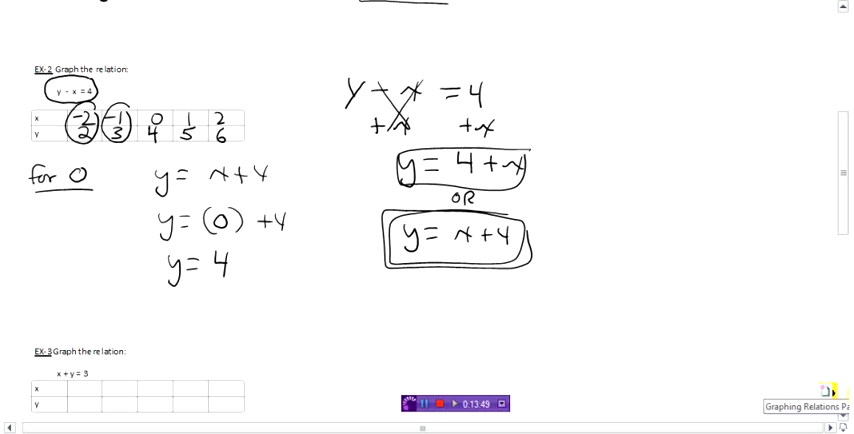 EX-2 Graph the relation:
y - x = 4
x -2 -1 0 1 2
y 2 3 4 5 6
y - x = 4
+x +x
y = 4 + x
OR
y = x + 4
for 0 y = x + 4
y = (0) + 4
y = 4
EX-3 Graph the relation:
x + y = 3
x
y
0:13:49
Graphing Relations Pa